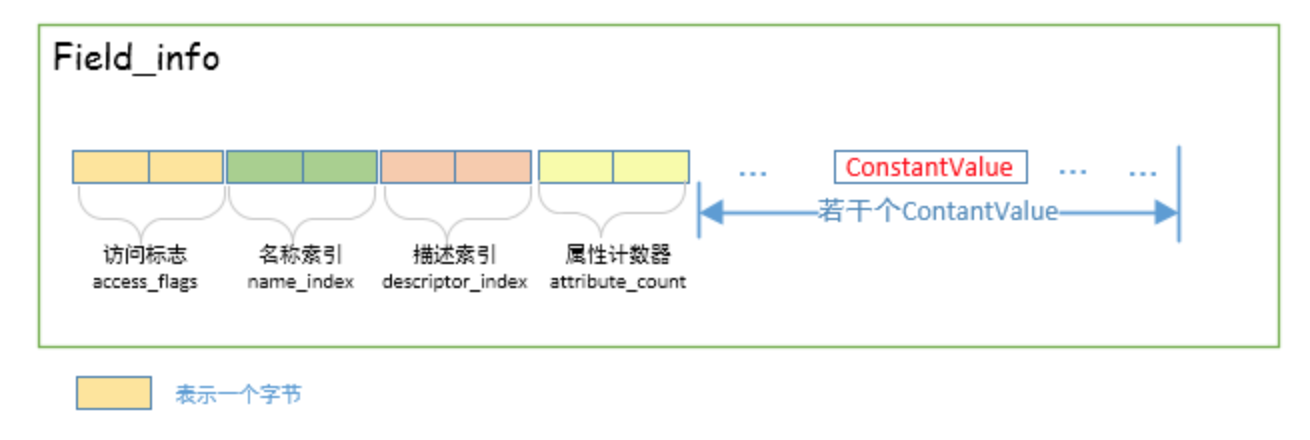 Field_info
... ConstantValue ... ...
若干个ContantValue
访问标志 名称索引 描述索引 属性计数器
access_flags name_index descriptor_index attribute_count
表示一个字节